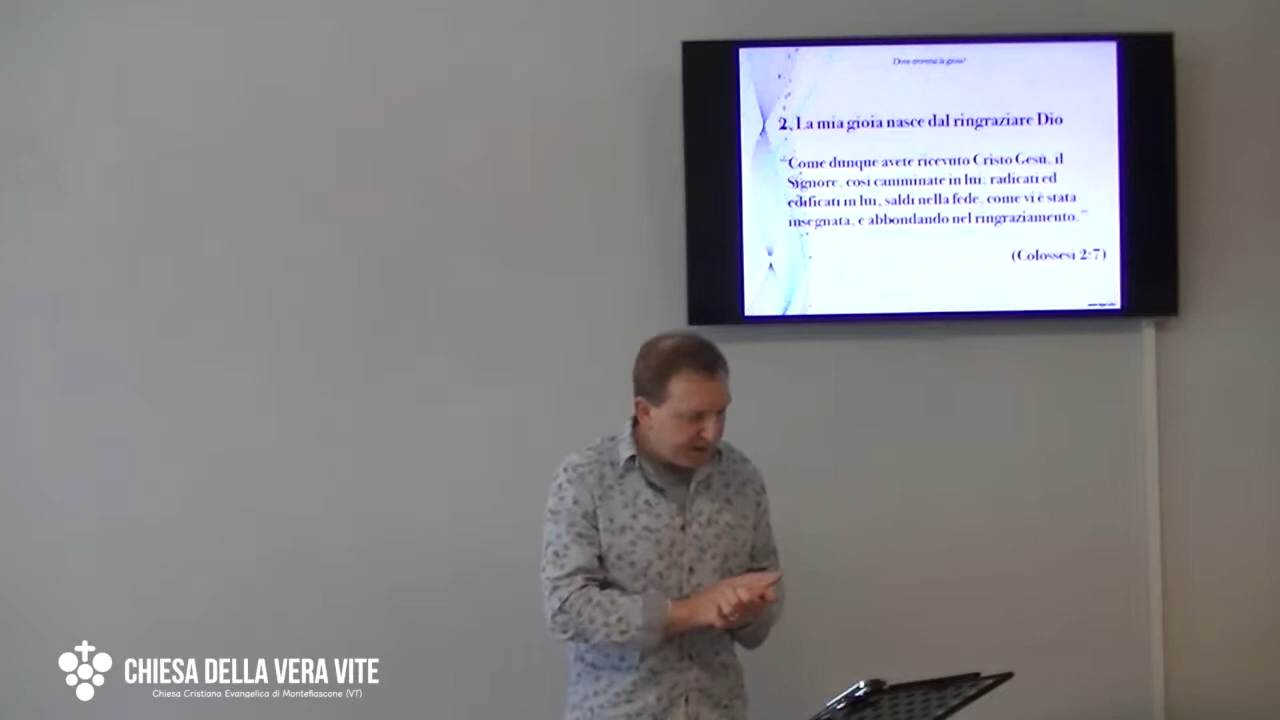 Dove troverai la gioia?
2. La mia gioia nasce dal ringraziare Dio
“Come dunque avete ricevuto Cristo Gesù, il
Signore, così camminate in lui; radicati ed
edificati in lui, saldi nella fede, come vi è stata
insegnata, e abbondando nel ringraziamento.”
(Colossesi 2:7)
CHIESA DELLA VERA VITE
Chiesa Cristiana Evangelica di Montefiascone (VT)